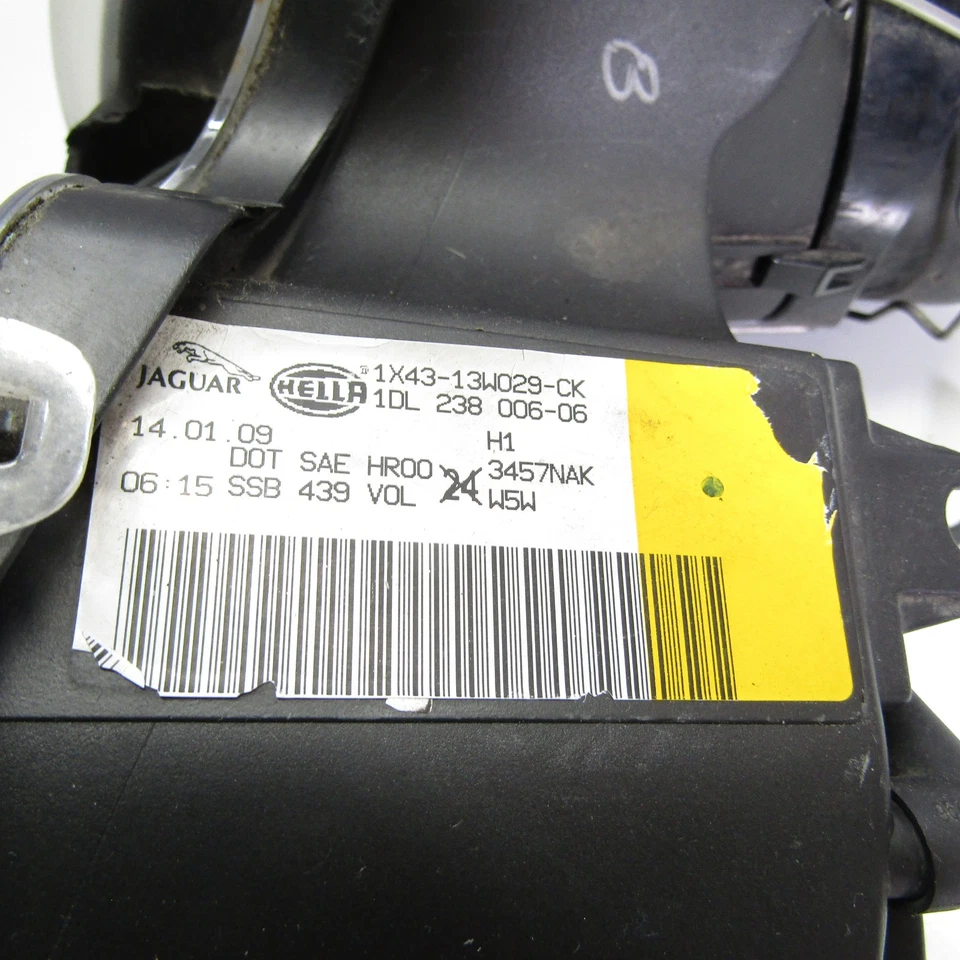 8
JAGUAR HELLA ® 1X43-13W029-CK
1DL 238 006-06
14.01.09 H1
DOT SAE HR00 24 3457NAK
06:15 SSB 439 VOL W5W